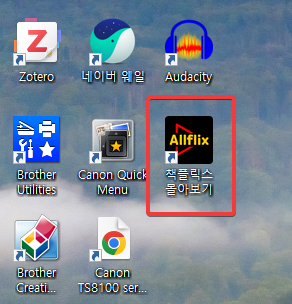 Zotero
네이버 웨일
Audacity
Allflix
Brother
Utilities
Canon Quick
Menu
책플릭스
몰아보기
Brother
Creati...
Canon
TS8100 ser...